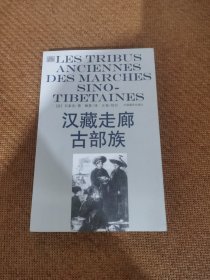 LES TRIBUS
ANCIENNES
DES MARCHES
SINO-
TIBETAINES
汉藏走廊
古部族